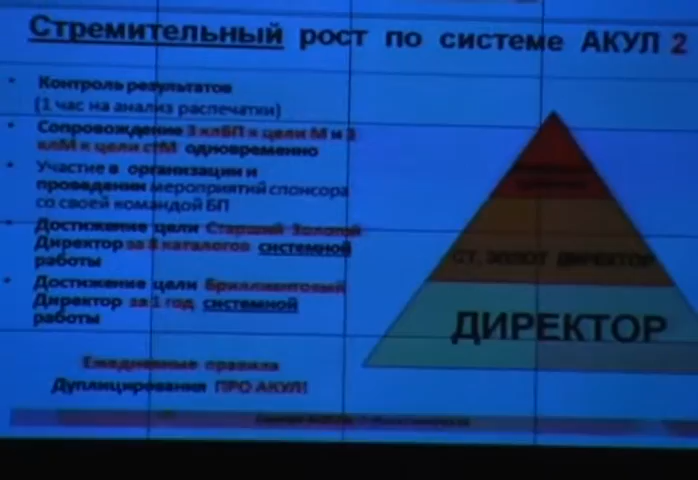 Стремительный рост по системе АКУЛ 2
• Контроль результатов
(1 час на анализ распечатки)
• Сопровождение 3 клБП к цели М и 3
клМ к цели стМ одновременно
• Участие в организации и
проведении мероприятий спонсора
со своей командой БП
• Достижение цели Старший Золотой
Директор за 8 каталогов системной
работы
• Достижение цели Бриллиантовый
Директор за 1 год системной
работы
Ежедневные правила
Дуплицирования ПРО АКУЛ!
СТ. ЗОЛОТ ДИРЕКТОР
ДИРЕКТОР